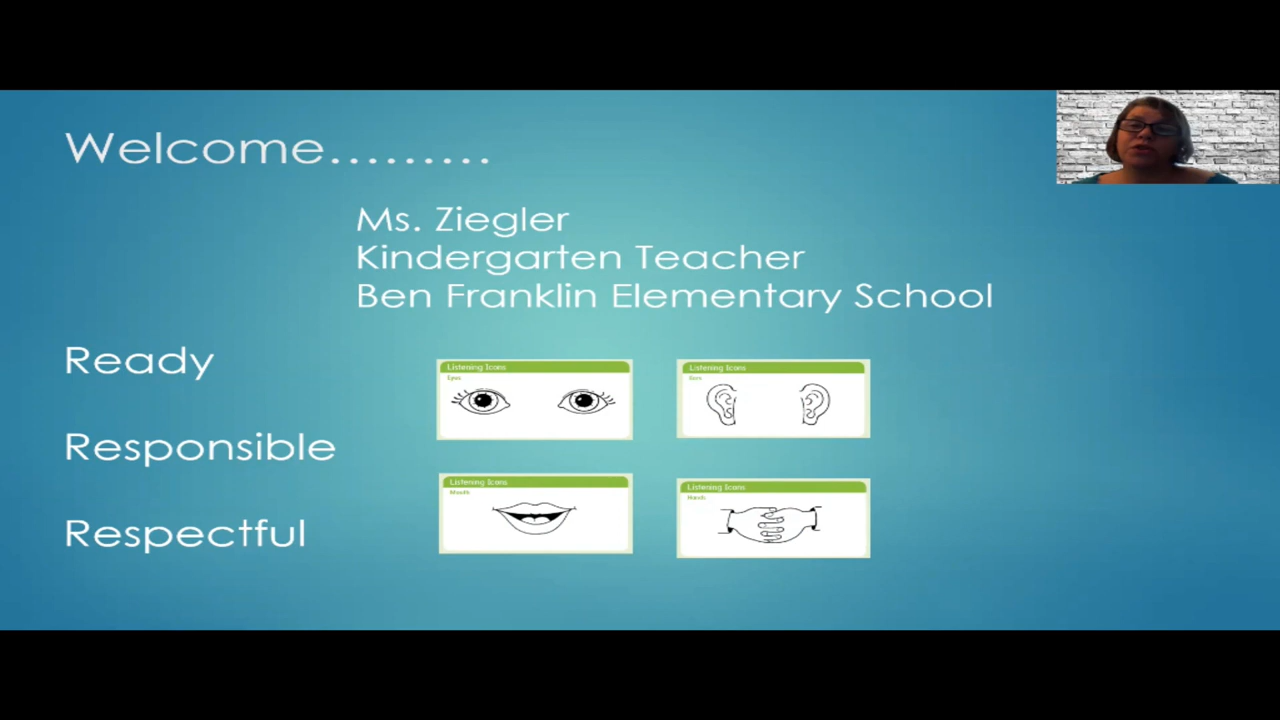 Welcome.........
Ms. Ziegler
Kindergarten Teacher
Ben Franklin Elementary School
Ready
Responsible
Respectful
Listening Icons
Eyes
Listening Icons
Ears
Listening Icons
Mouth
Listening Icons
Hands